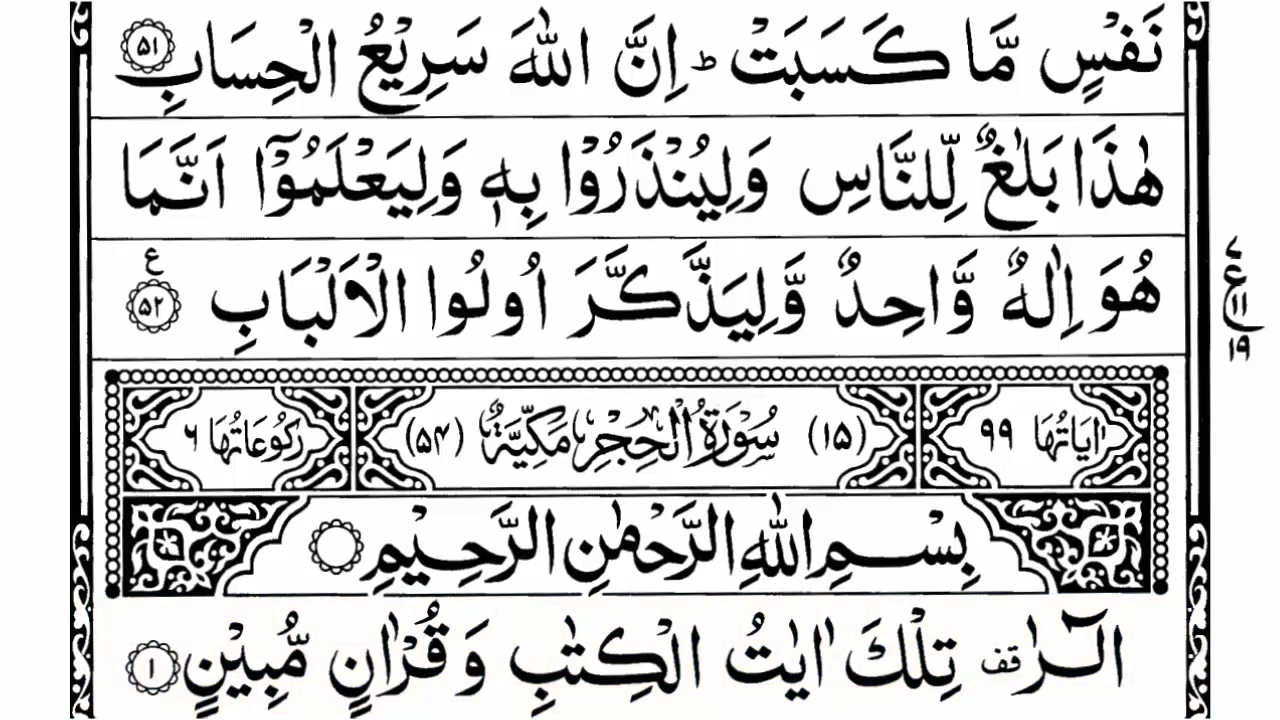 نَفْسٍ مَّا كَسَبَتْ ؕ اِنَّ اللّٰهَ سَرِيْعُ الْحِسَابِ ۵۱
هٰذَا بَلٰغٌ لِّلنَّاسِ وَلِيُنْذَرُوْا بِهٖ وَلِيَعْلَمُوْۤا اَنَّمَا
هُوَ اِلٰهٌ وَّاحِدٌ وَّلِيَذَّكَّرَ اُولُوا الْاَلْبَابِ ۵۲ ع
۷ ع ۱۱ ۱۹
اٰيَاتُهَا ۹۹ (۱۵) سُوْرَةُ الْحِجْرِ مَكِّيَّةٌ (۵۴) رُكُوْعَاتُهَا ۶
بِسْمِ اللّٰهِ الرَّحْمٰنِ الرَّحِيْمِ
الٓرٰ قف تِلْكَ اٰيٰتُ الْكِتٰبِ وَ قُرْاٰنٍ مُّبِيْنٍ ۱